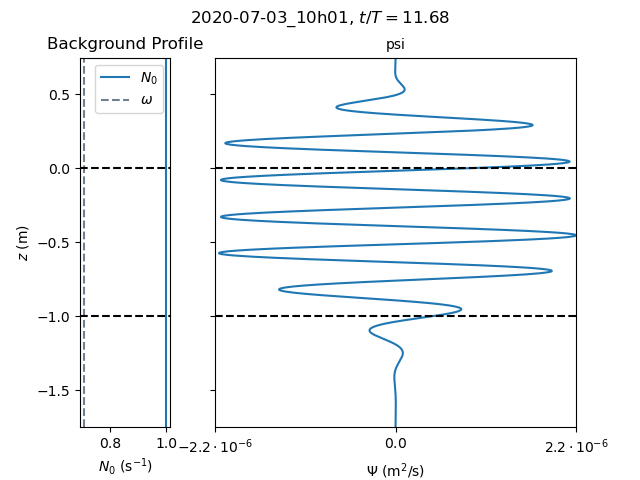 2020-07-03_10h01, t/T = 11.68
Background Profile
psi
N₀
ω
0.5
0.0
−0.5
−1.0
−1.5
z (m)
0.8
1.0
−2.2 · 10⁻⁶
0.0
2.2 · 10⁻⁶
N₀ (s⁻¹)
Ψ (m²/s)